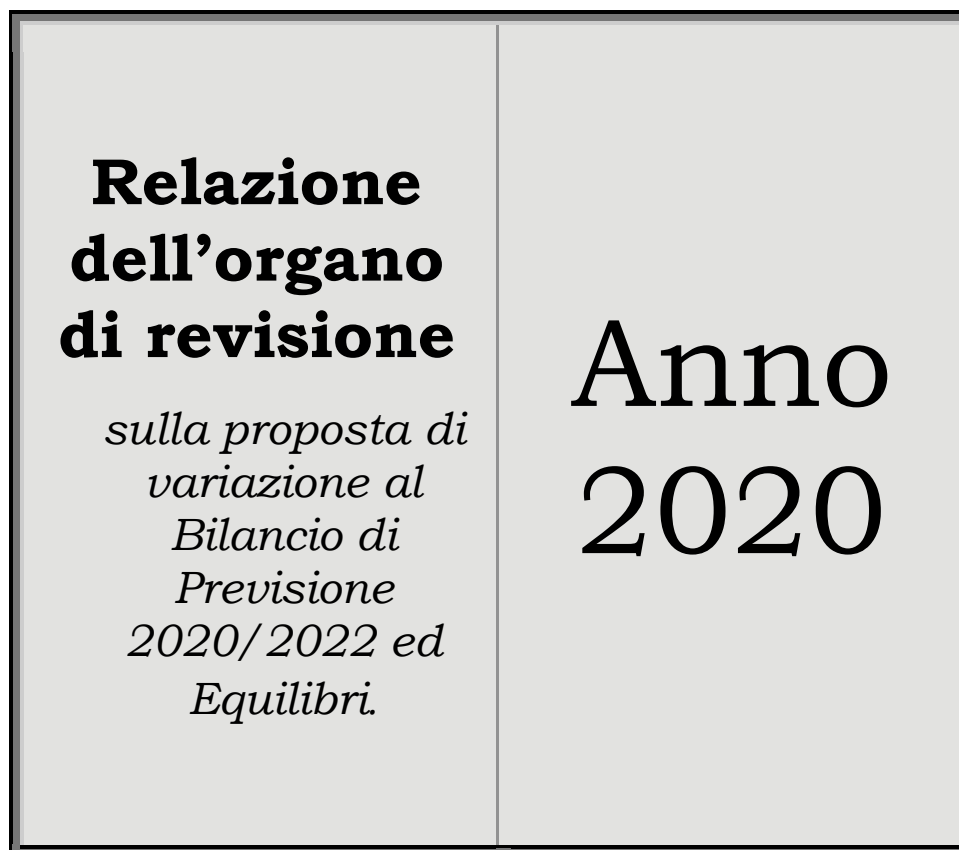 Relazione
dell’organo
di revisione
sulla proposta di
variazione al
Bilancio di
Previsione
2020/2022 ed
Equilibri.
Anno
2020